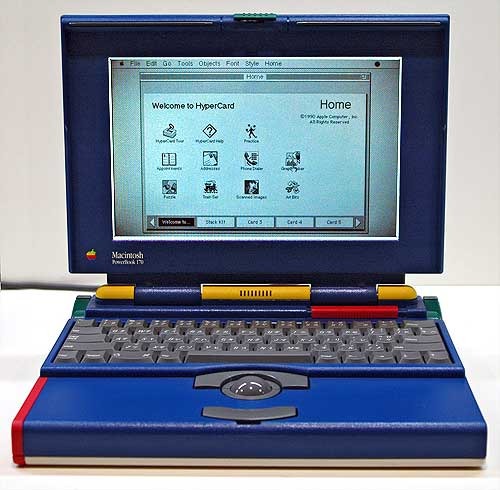 File Edit Go Tools Objects Font Style Home
Home
Welcome to HyperCard
Home
©1990 Apple Computer, Inc
All Rights Reserved
HyperCard Tour HyperCard Help Practice
Appointments Addresses Phone Dialer Graph Maker
Puzzle Train Set Scanned Images Art Bits
Welcome to... Stack Kit Card 3 Card 4 Card 5
Macintosh
PowerBook 170